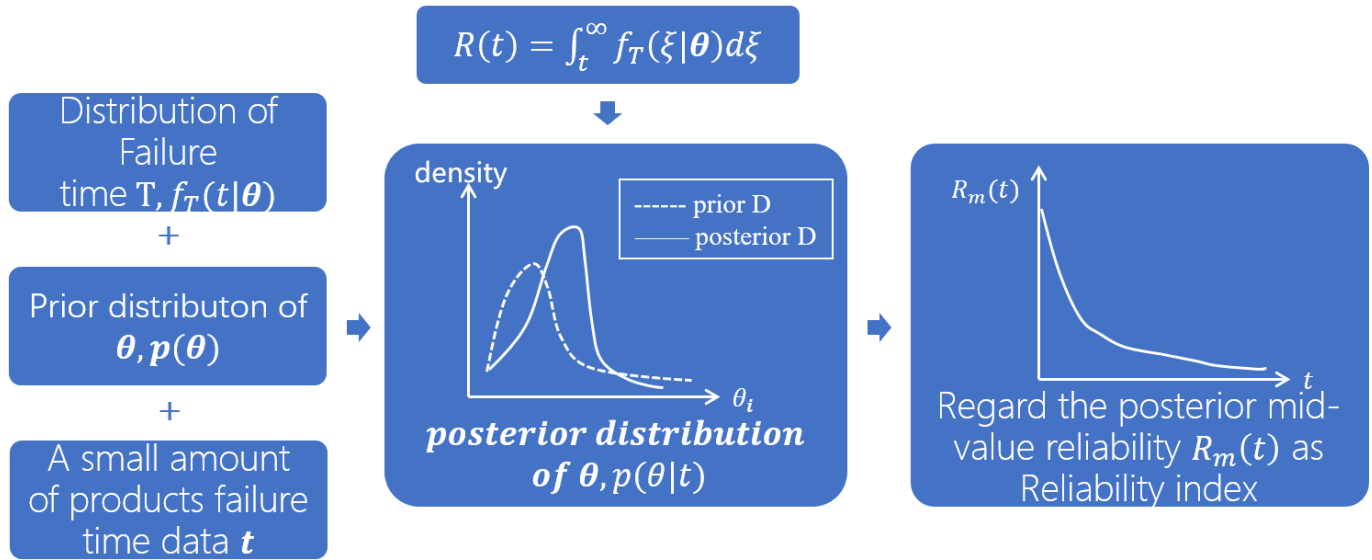 R(t) = ∫_t^∞ f_T(ξ|θ)dξ
Distribution of
Failure
time T, f_T(t|θ)
+
Prior distributon of
θ, p(θ)
+
A small amount
of products failure
time data t
density
prior D
posterior D
θ_i
posterior distribution
of θ, p(θ|t)
R_m(t)
t
Regard the posterior mid-
value reliability R_m(t) as
Reliability index